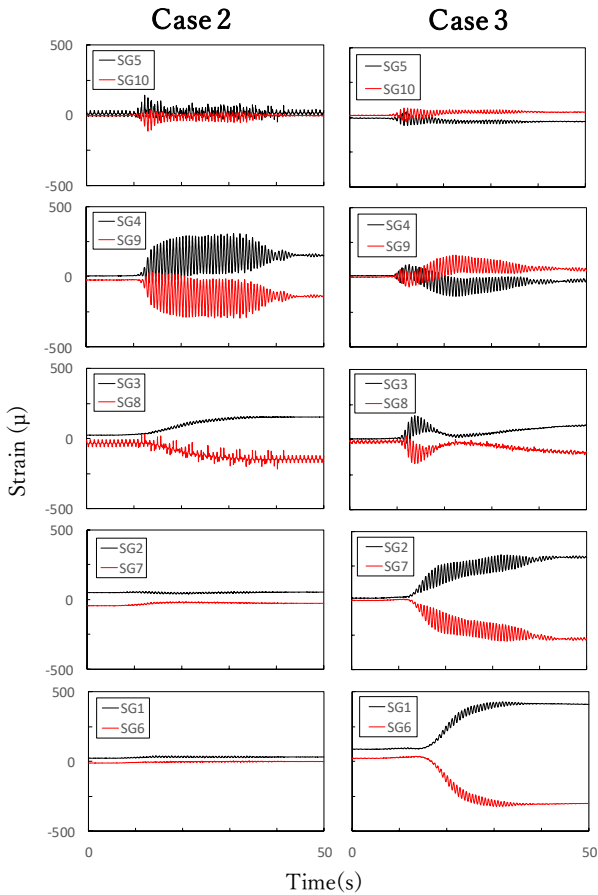 Case 2 Case 3
500
SG5 SG5
SG10 SG10
0
-500
500
SG4 SG4
SG9 SG9
0
-500
500
SG3 SG3
SG8 SG8
0
-500
500
SG2 SG2
SG7 SG7
0
-500
500
SG1 SG1
SG6 SG6
0
-500
0 50 0 50
Time(s)
Strain (μ)